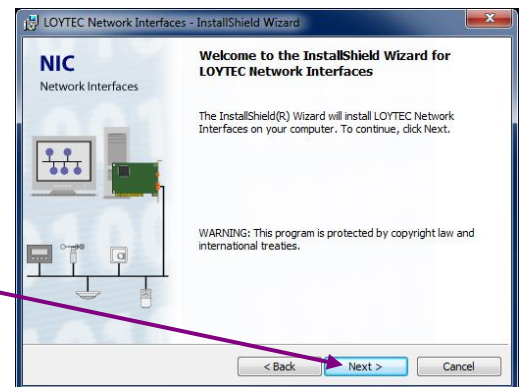 LOYTEC Network Interfaces - InstallShield Wizard
NIC
Network Interfaces
Welcome to the InstallShield Wizard for
LOYTEC Network Interfaces
The InstallShield(R) Wizard will install LOYTEC Network
Interfaces on your computer. To continue, click Next.
WARNING: This program is protected by copyright law and
international treaties.
< Back
Next >
Cancel